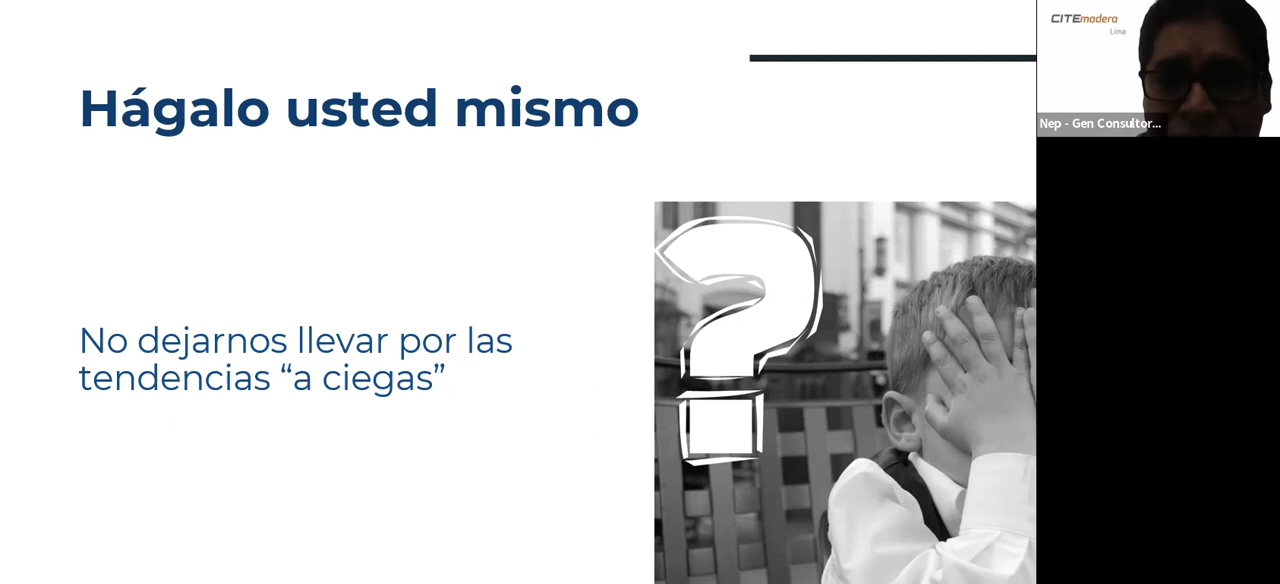 Hágalo usted mismo
No dejarnos llevar por las
tendencias “a ciegas”
CITEmadera
Lima
Nep - Gen Consultor...